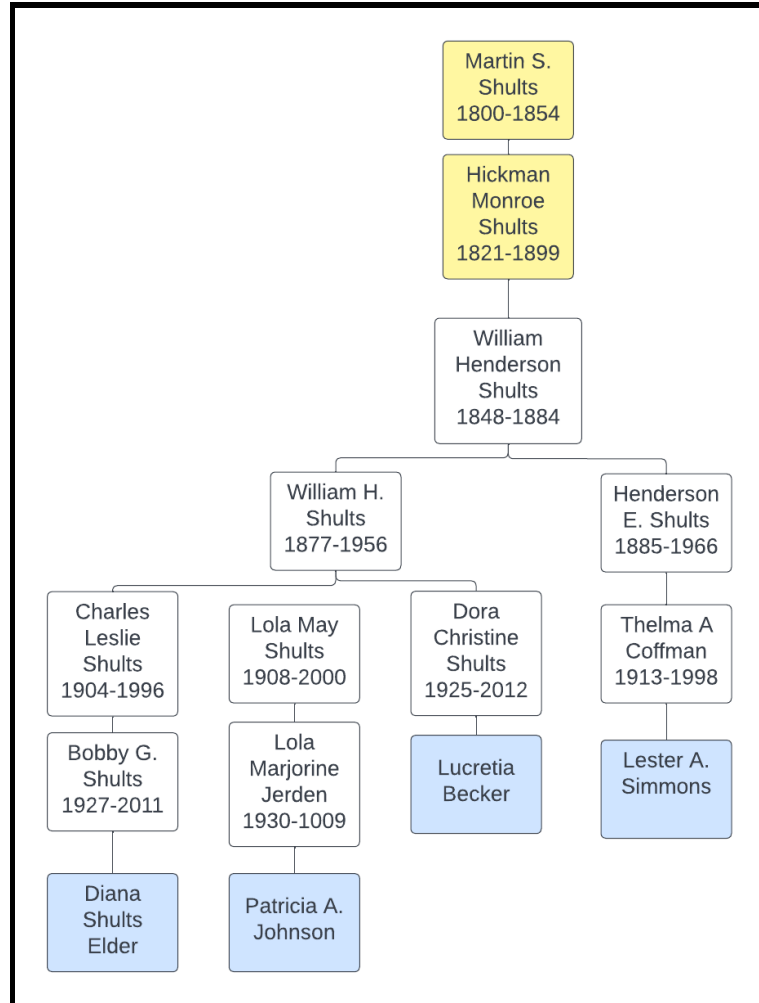 Martin S.
Shults
1800-1854
Hickman
Monroe
Shults
1821-1899
William
Henderson
Shults
1848-1884
William H.
Shults
1877-1956
Henderson
E. Shults
1885-1966
Charles
Leslie
Shults
1904-1996
Lola May
Shults
1908-2000
Dora
Christine
Shults
1925-2012
Thelma A
Coffman
1913-1998
Bobby G.
Shults
1927-2011
Lola
Marjorine
Jerden
1930-1009
Lucretia
Becker
Lester A.
Simmons
Diana
Shults
Elder
Patricia A.
Johnson